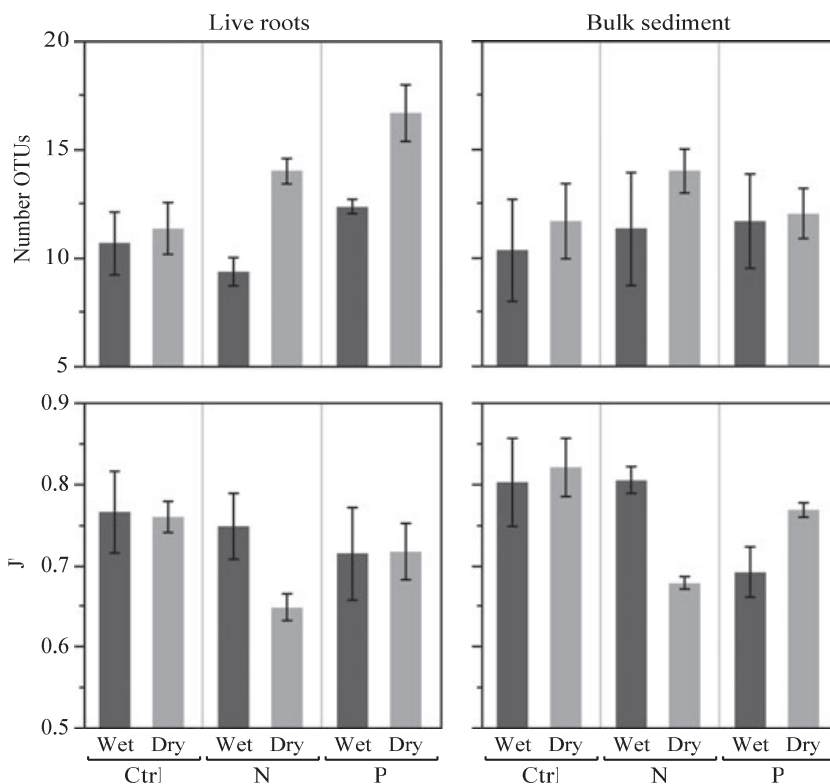 Live roots Bulk sediment
20
15
10
5
Number OTUs
0.9
0.8
0.7
0.6
0.5
J'
Wet Dry Wet Dry Wet Dry Wet Dry Wet Dry Wet Dry
Ctrl N P Ctrl N P